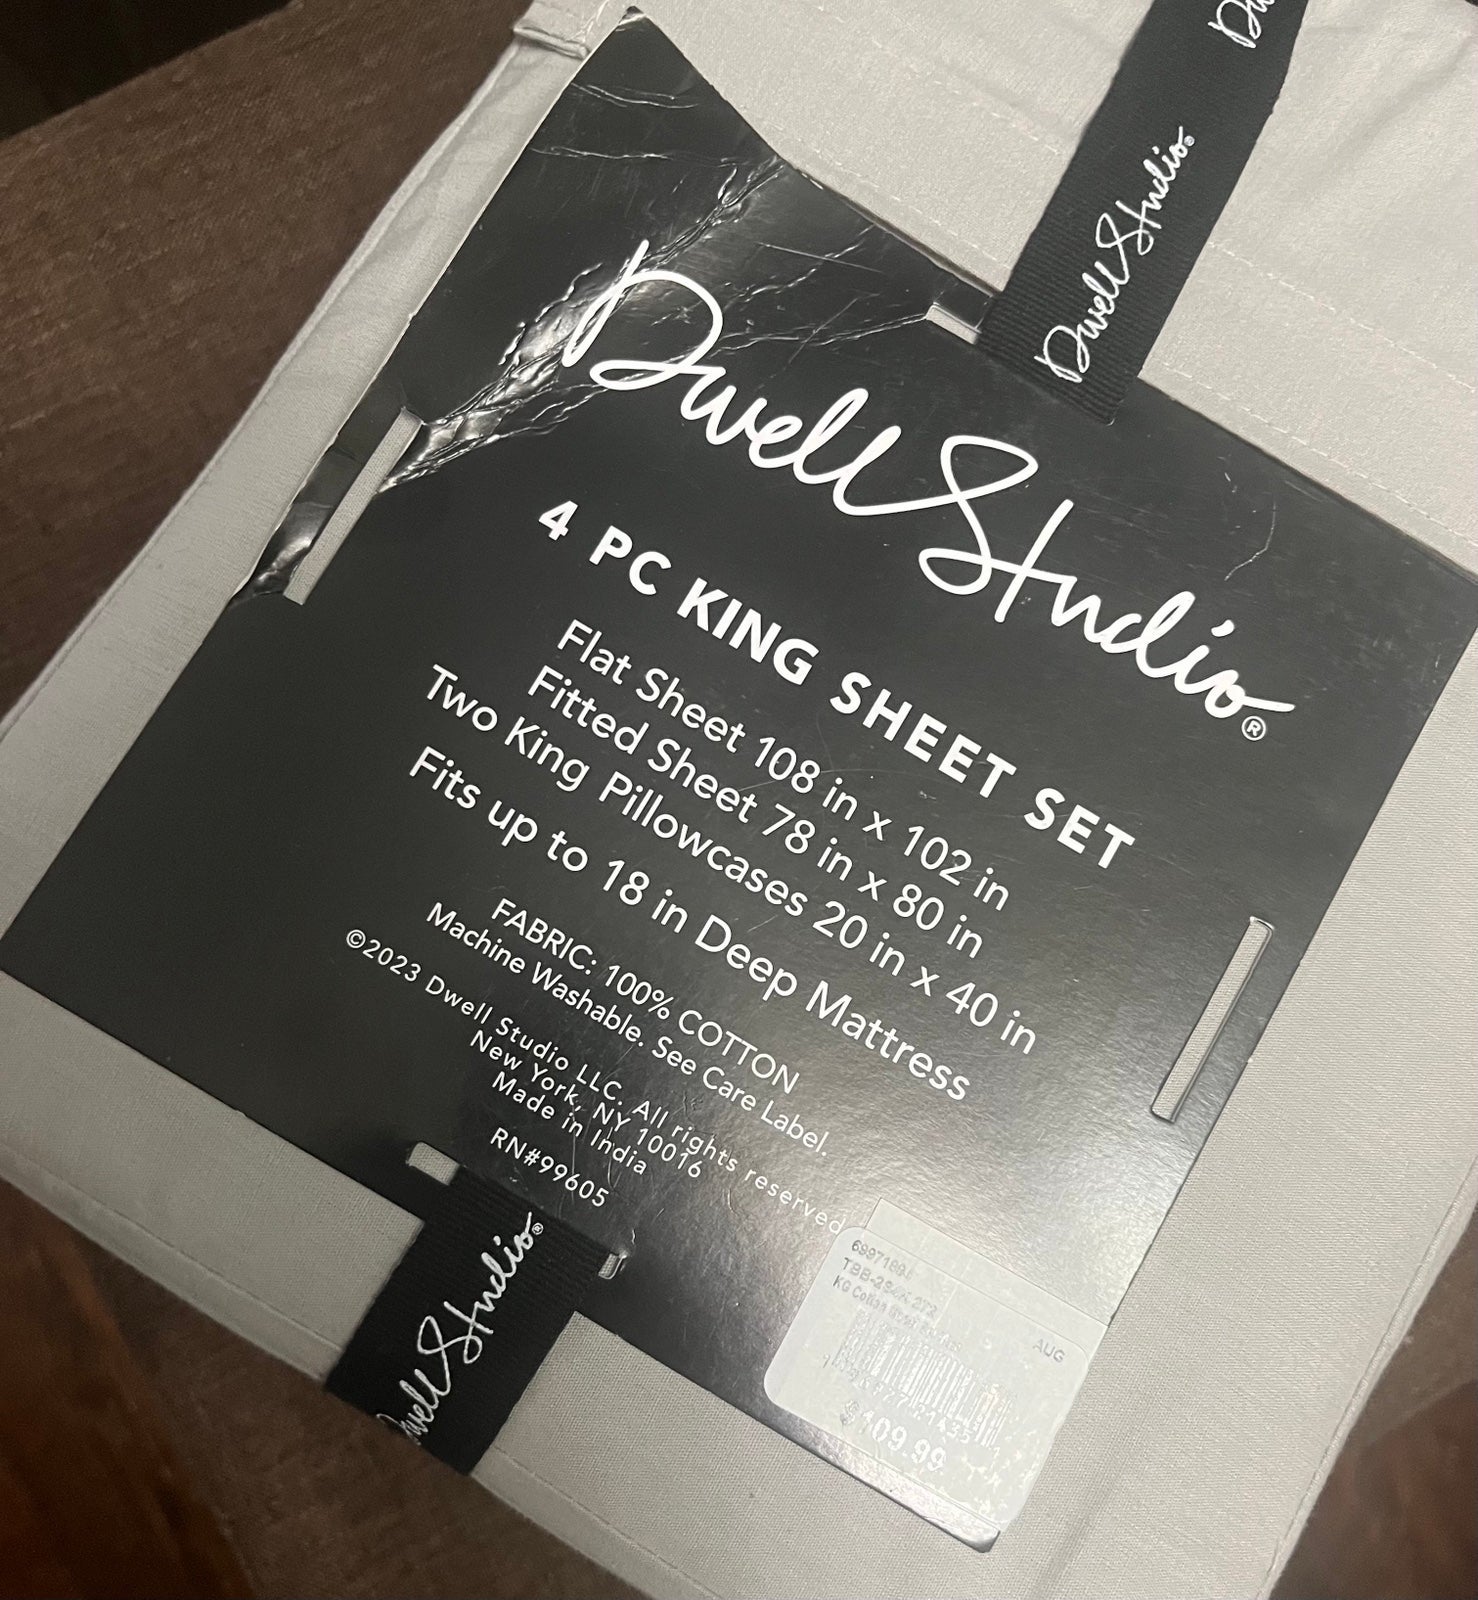 Dw
Dwell Studio®
Dwell Studio®
4 PC KING SHEET SET
Flat Sheet 108 in x 102 in
Fitted Sheet 78 in x 80 in
Two King Pillowcases 20 in x 40 in
Fits up to 18 in Deep Mattress
FABRIC: 100% COTTON
Machine Washable. See Care Label.
©2023 Dwell Studio LLC. All rights reserved
New York, NY 10016
Made in India
RN#99605
Dwell Studio®
KG Cotton
AUG
$109.99